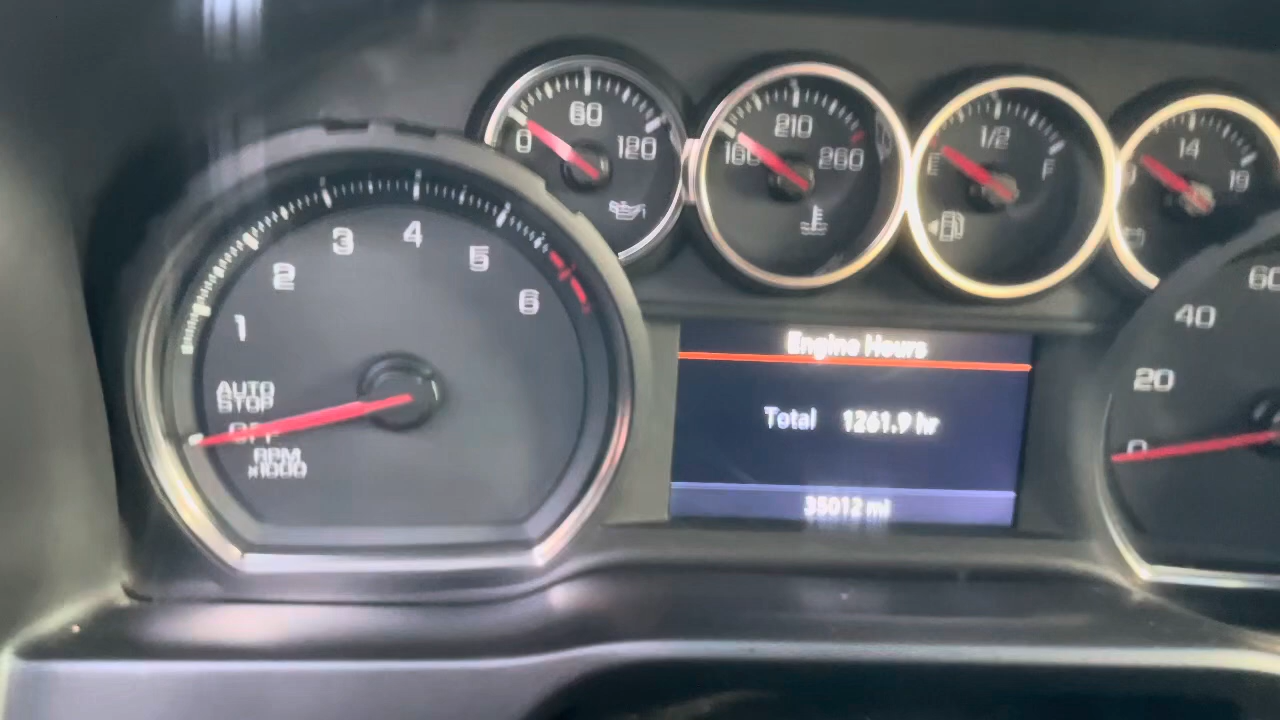 0 60 120
160 210 260
E 1/2 F
14 19
1 2 3 4 5 6
AUTO
STOP
OFF
RPM
x1000
Engine Hours
Total 1261.9 hr
35012 mi
0 20 40 60